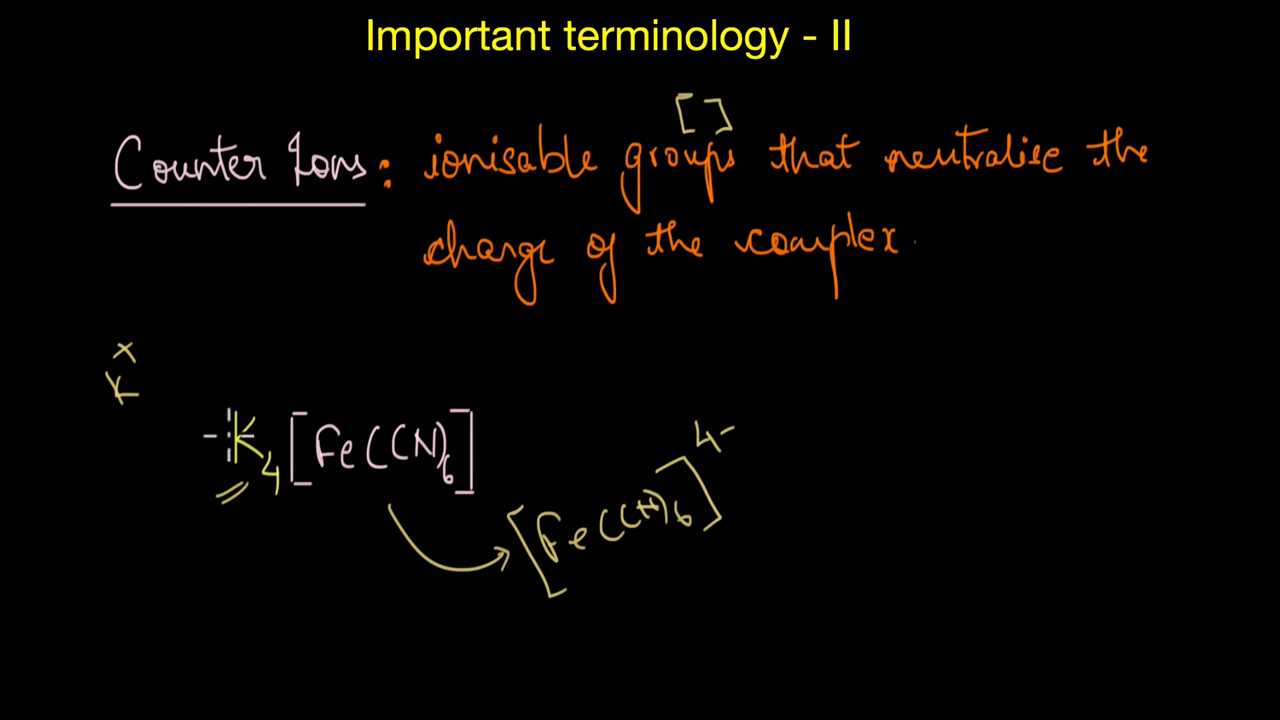 Important terminology - II
[ ]
Counter Ions : ionisable groups that neutralise the
charge of the complex.
K
K4[Fe(CN)6]
[Fe(CN)6]4-